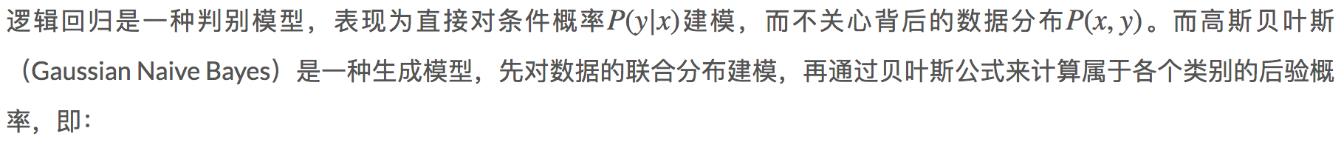 逻辑回归是一种判别模型，表现为直接对条件概率P(y|x)建模，而不关心背后的数据分布P(x, y)。而高斯贝叶斯
（Gaussian Naive Bayes）是一种生成模型，先对数据的联合分布建模，再通过贝叶斯公式来计算属于各个类别的后验概
率，即：